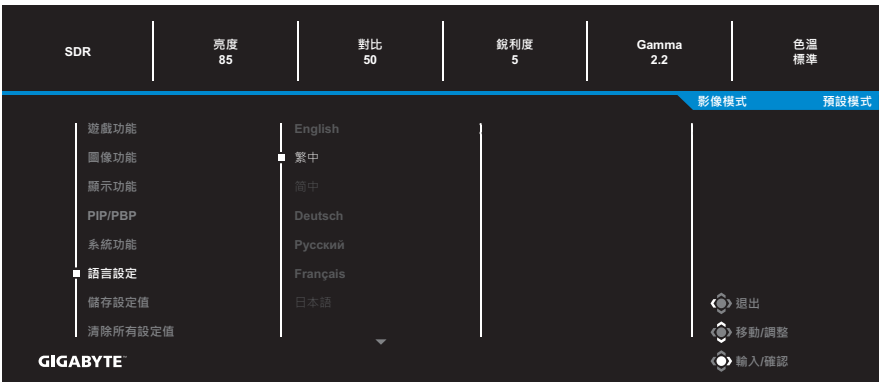 SDR
亮度
85
對比
50
銳利度
5
Gamma
2.2
色溫
標準
影像模式 預設模式
遊戲功能
圖像功能
顯示功能
PIP/PBP
系統功能
語言設定
儲存設定值
清除所有設定值
English
繁中
简中
Deutsch
Русский
Français
日本語
退出
移動/調整
輸入/確認
GIGABYTE™